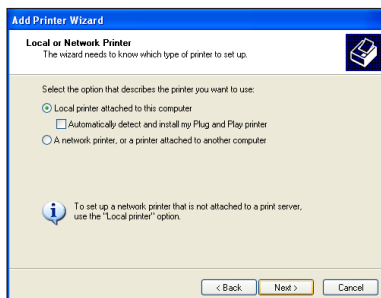 Add Printer Wizard
Local or Network Printer
The wizard needs to know which type of printer to set up.
Select the option that describes the printer you want to use:
Local printer attached to this computer
Automatically detect and install my Plug and Play printer
A network printer, or a printer attached to another computer
To set up a network printer that is not attached to a print server,
use the "Local printer" option.
< Back Next > Cancel